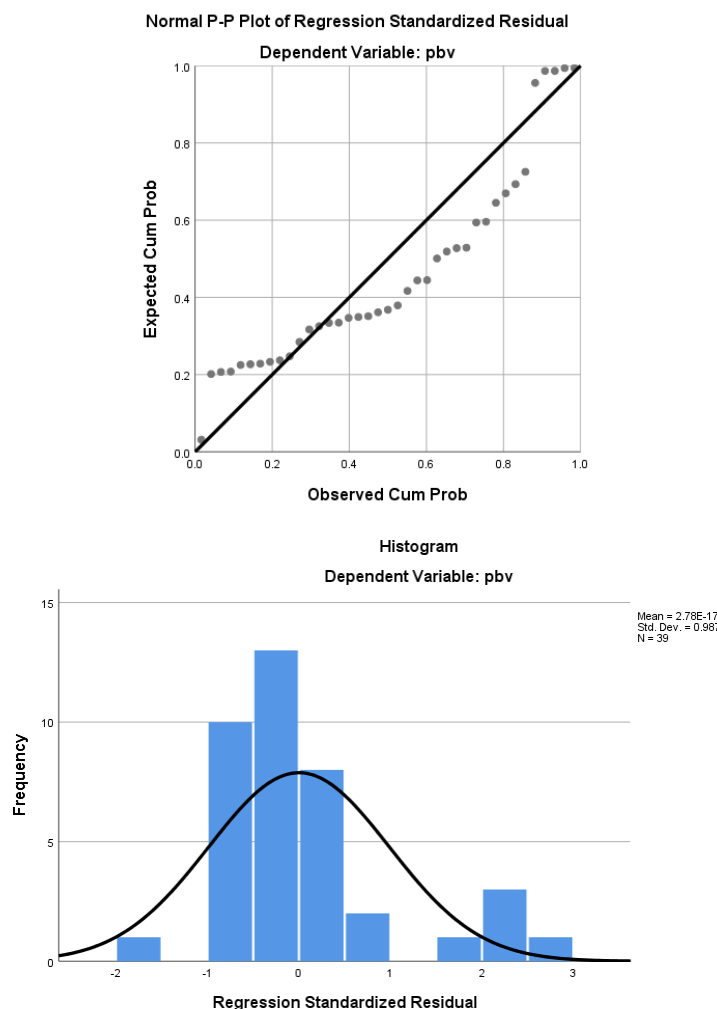 Normal P-P Plot of Regression Standardized Residual
Dependent Variable: pbv
Expected Cum Prob
1.0
0.8
0.6
0.4
0.2
0.0
0.0 0.2 0.4 0.6 0.8 1.0
Observed Cum Prob
Histogram
Dependent Variable: pbv
Mean = 2.78E-17
Std. Dev. = 0.987
N = 39
Frequency
15
10
5
0
-2 -1 0 1 2 3
Regression Standardized Residual